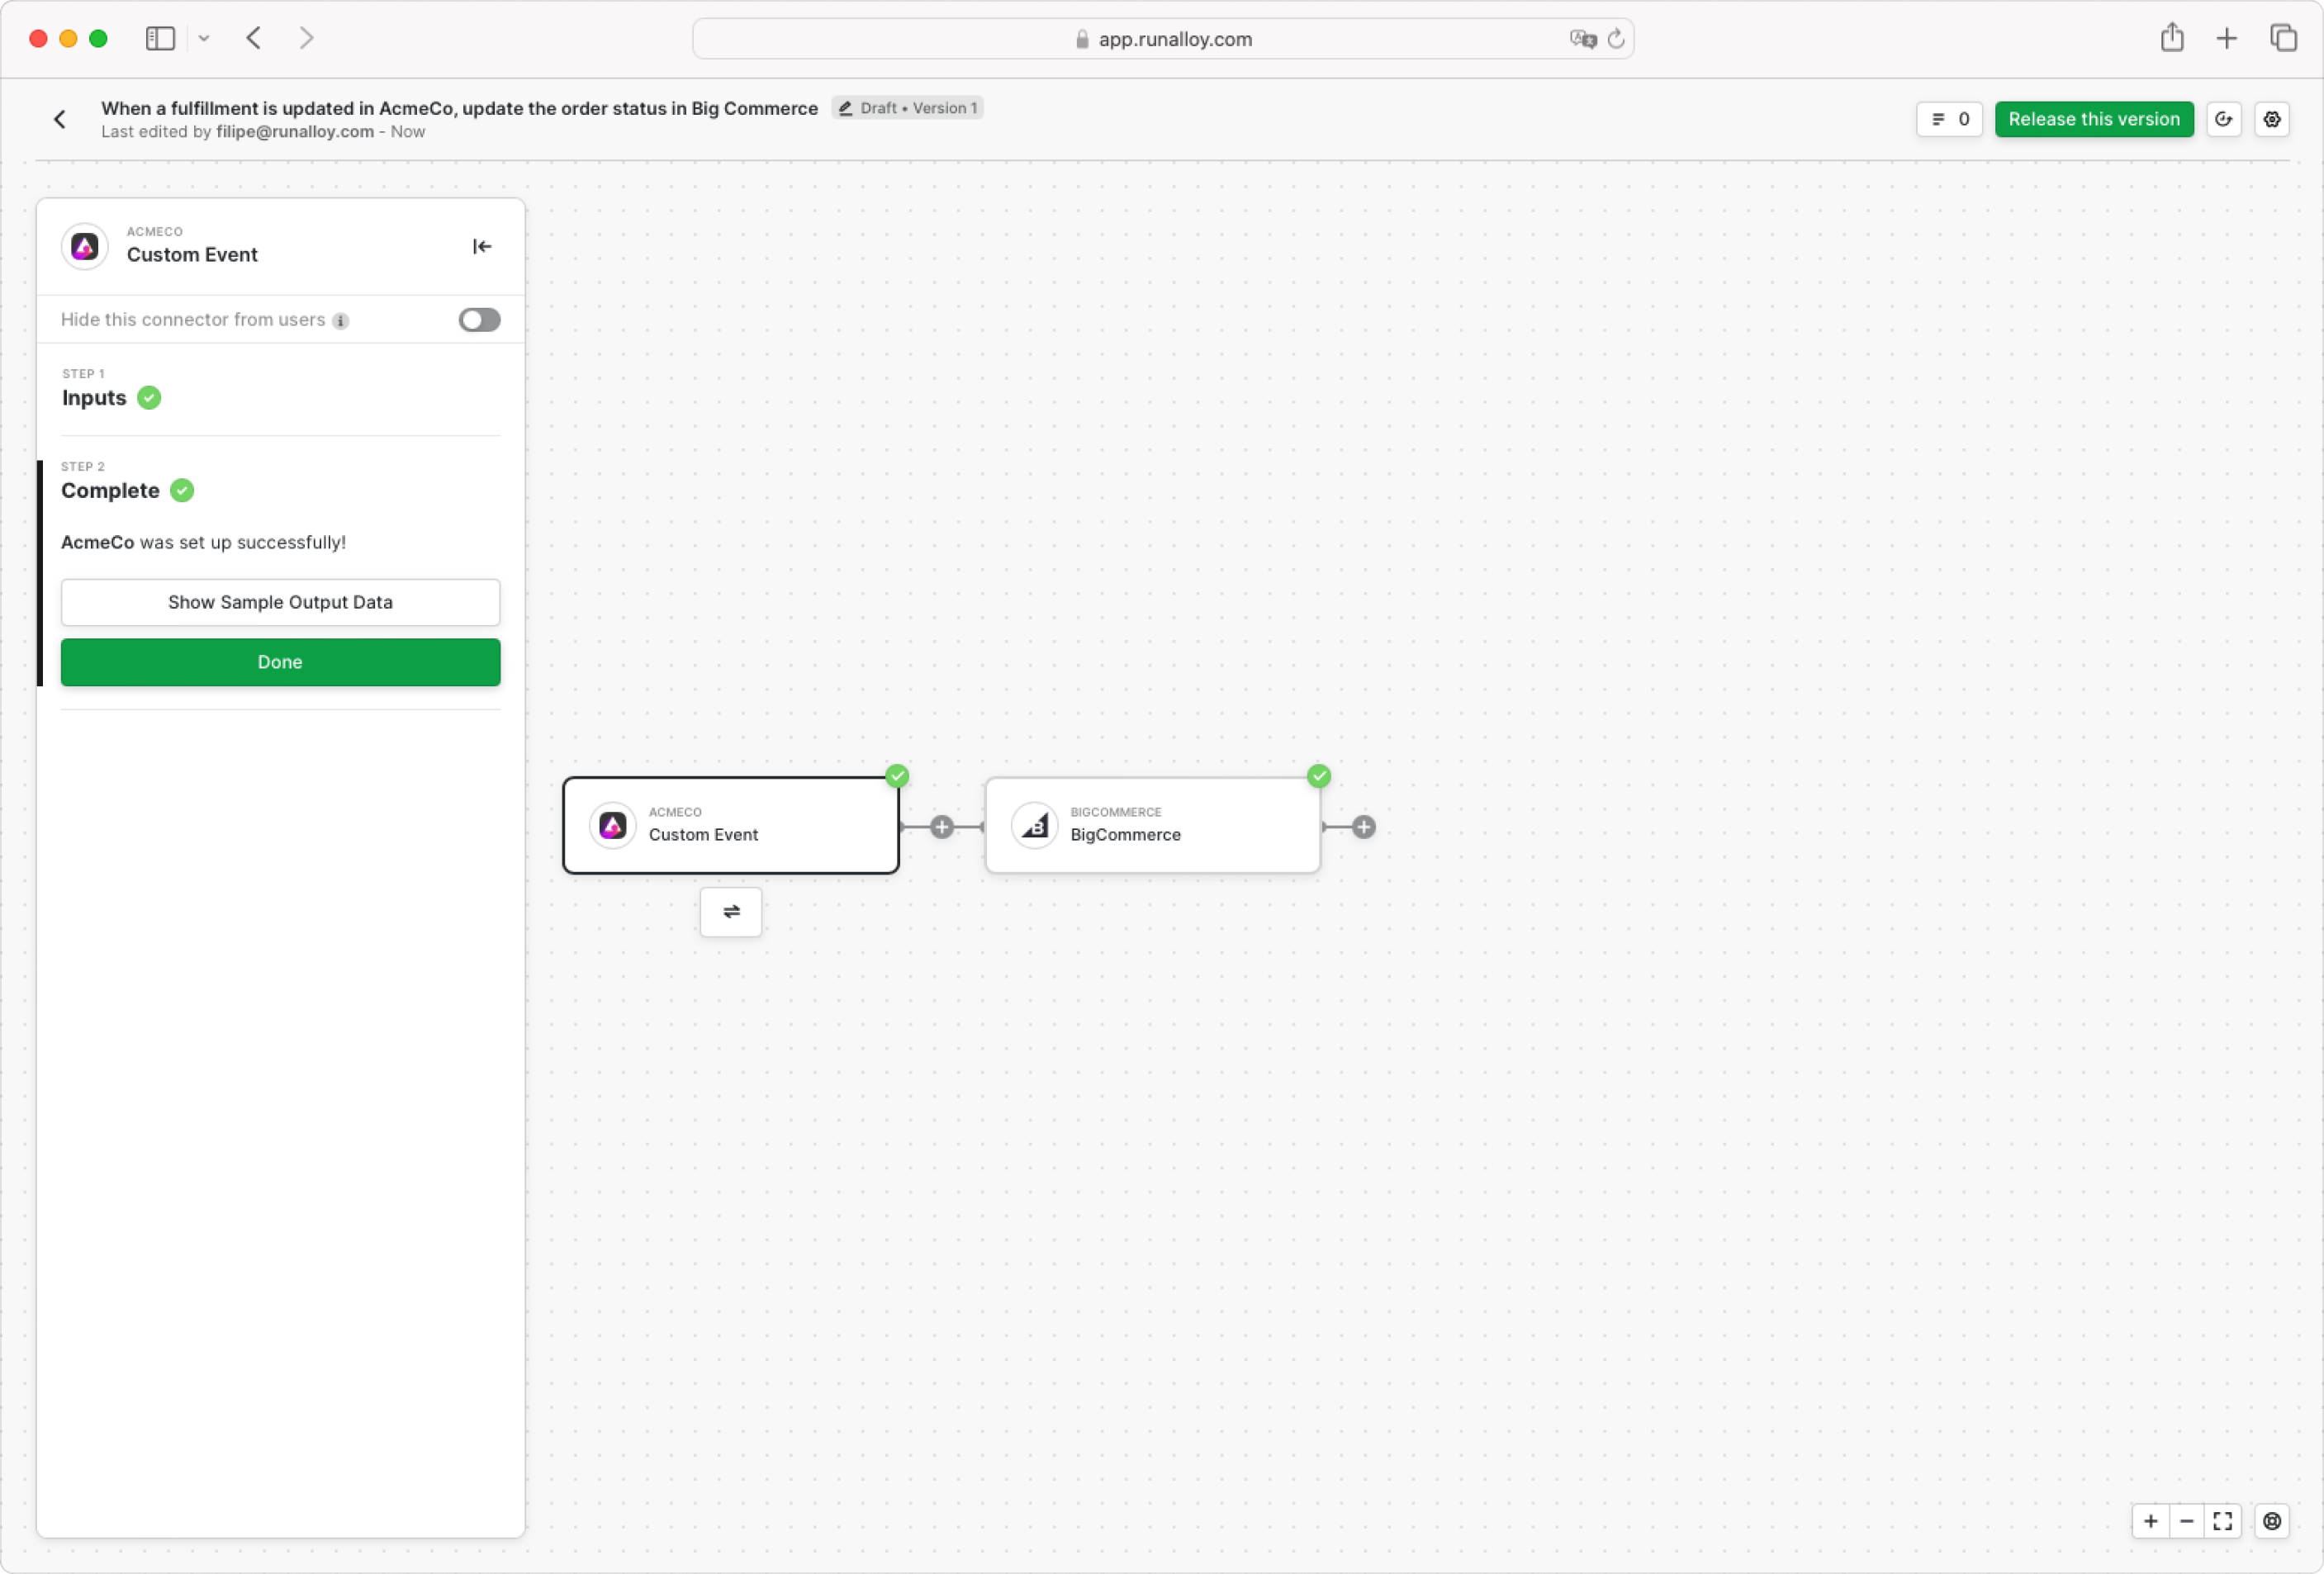 app.runalloy.com
When a fulfillment is updated in AcmeCo, update the order status in Big Commerce
Draft • Version 1
Last edited by filipe@runalloy.com - Now
0
Release this version
ACMECO
Custom Event
Hide this connector from users
STEP 1
Inputs
STEP 2
Complete
AcmeCo was set up successfully!
Show Sample Output Data
Done
ACMECO
Custom Event
BIGCOMMERCE
BigCommerce